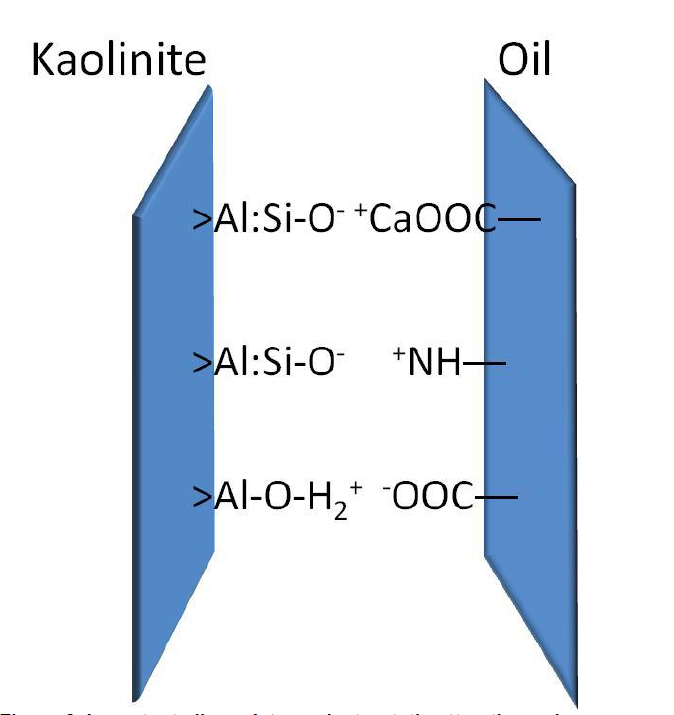 Kaolinite Oil
>Al:Si-O⁻ ⁺CaOOC—
>Al:Si-O⁻ ⁺NH—
>Al-O-H₂⁺ ⁻OOC—